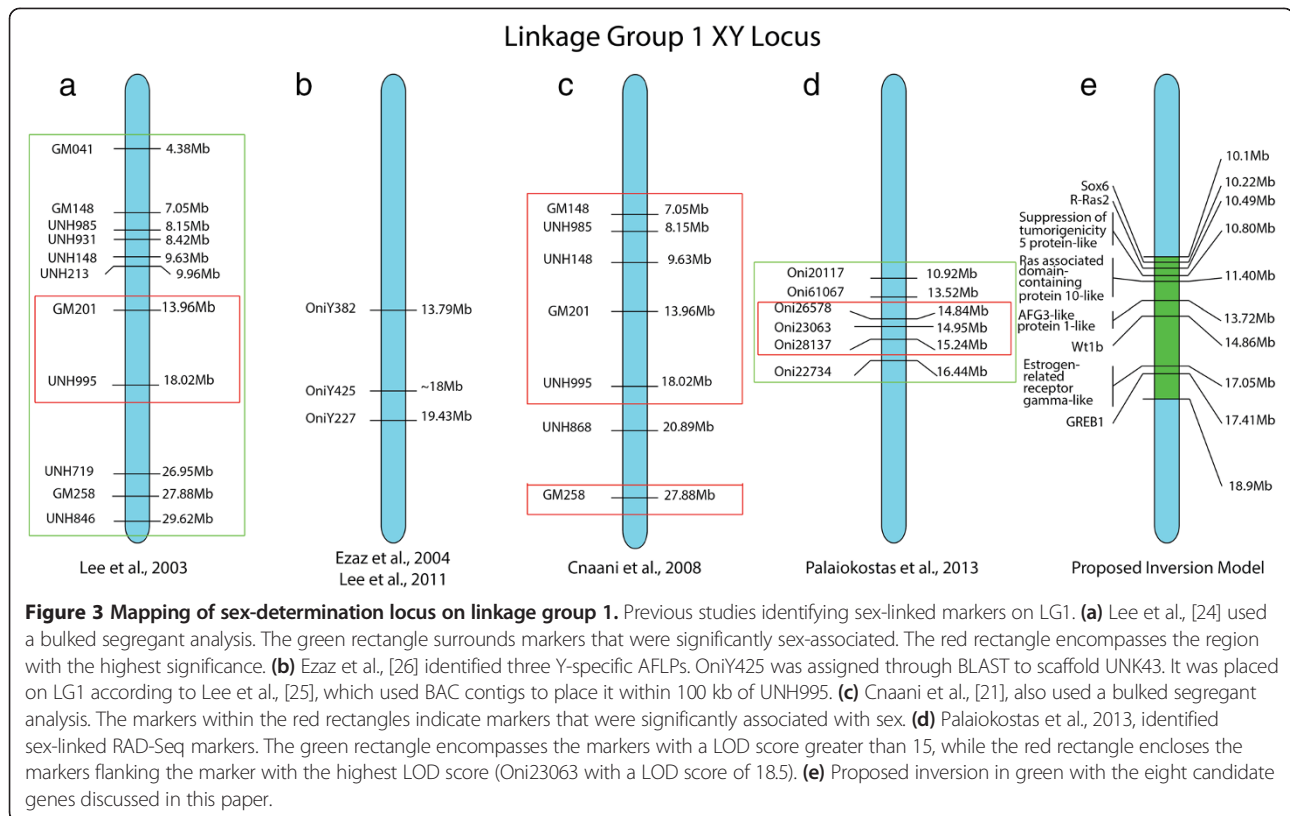 Linkage Group 1 XY Locus
a
GM041 4.38Mb
GM148 7.05Mb
UNH985 8.15Mb
UNH931 8.42Mb
UNH148 9.63Mb
UNH213 9.96Mb
GM201 13.96Mb
UNH995 18.02Mb
UNH719 26.95Mb
GM258 27.88Mb
UNH846 29.62Mb
Lee et al., 2003
b
OniY382 13.79Mb
OniY425 ~18Mb
OniY227 19.43Mb
Ezaz et al., 2004
Lee et al., 2011
c
GM148 7.05Mb
UNH985 8.15Mb
UNH148 9.63Mb
GM201 13.96Mb
UNH995 18.02Mb
UNH868 20.89Mb
GM258 27.88Mb
Cnaani et al., 2008
d
Oni20117 10.92Mb
Oni61067 13.52Mb
Oni26578 14.84Mb
Oni23063 14.95Mb
Oni28137 15.24Mb
Oni22734 16.44Mb
Palaiokostas et al., 2013
e
Sox6
R-Ras2
Suppression of
tumorigenicity
5 protein-like
Ras associated
domain-
containing
protein 10-like
AFG3-like
protein 1-like
Wt1b
Estrogen-
related
receptor
gamma-like
GREB1
10.1Mb
10.22Mb
10.49Mb
10.80Mb
11.40Mb
13.72Mb
14.86Mb
17.05Mb
17.41Mb
18.9Mb
Proposed Inversion Model
Figure 3 Mapping of sex-determination locus on linkage group 1. Previous studies identifying sex-linked markers on LG1. (a) Lee et al., [24] used
a bulked segregant analysis. The green rectangle surrounds markers that were significantly sex-associated. The red rectangle encompasses the region
with the highest significance. (b) Ezaz et al., [26] identified three Y-specific AFLPs. OniY425 was assigned through BLAST to scaffold UNK43. It was placed
on LG1 according to Lee et al., [25], which used BAC contigs to place it within 100 kb of UNH995. (c) Cnaani et al., [21], also used a bulked segregant
analysis. The markers within the red rectangles indicate markers that were significantly associated with sex. (d) Palaiokostas et al., 2013, identified
sex-linked RAD-Seq markers. The green rectangle encompasses the markers with a LOD score greater than 15, while the red rectangle encloses the
markers flanking the marker with the highest LOD score (Oni23063 with a LOD score of 18.5). (e) Proposed inversion in green with the eight candidate
genes discussed in this paper.